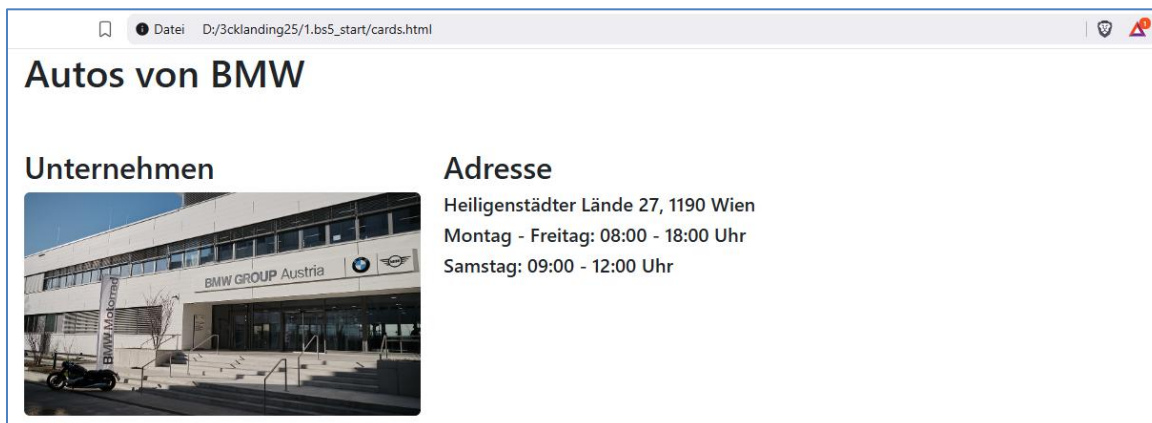 Datei D:/3cklanding25/1.bs5_start/cards.html
1
Autos von BMW
Unternehmen
Adresse
Heiligenstädter Lände 27, 1190 Wien
Montag - Freitag: 08:00 - 18:00 Uhr
Samstag: 09:00 - 12:00 Uhr
BMW GROUP Austria
BMW Motorrad